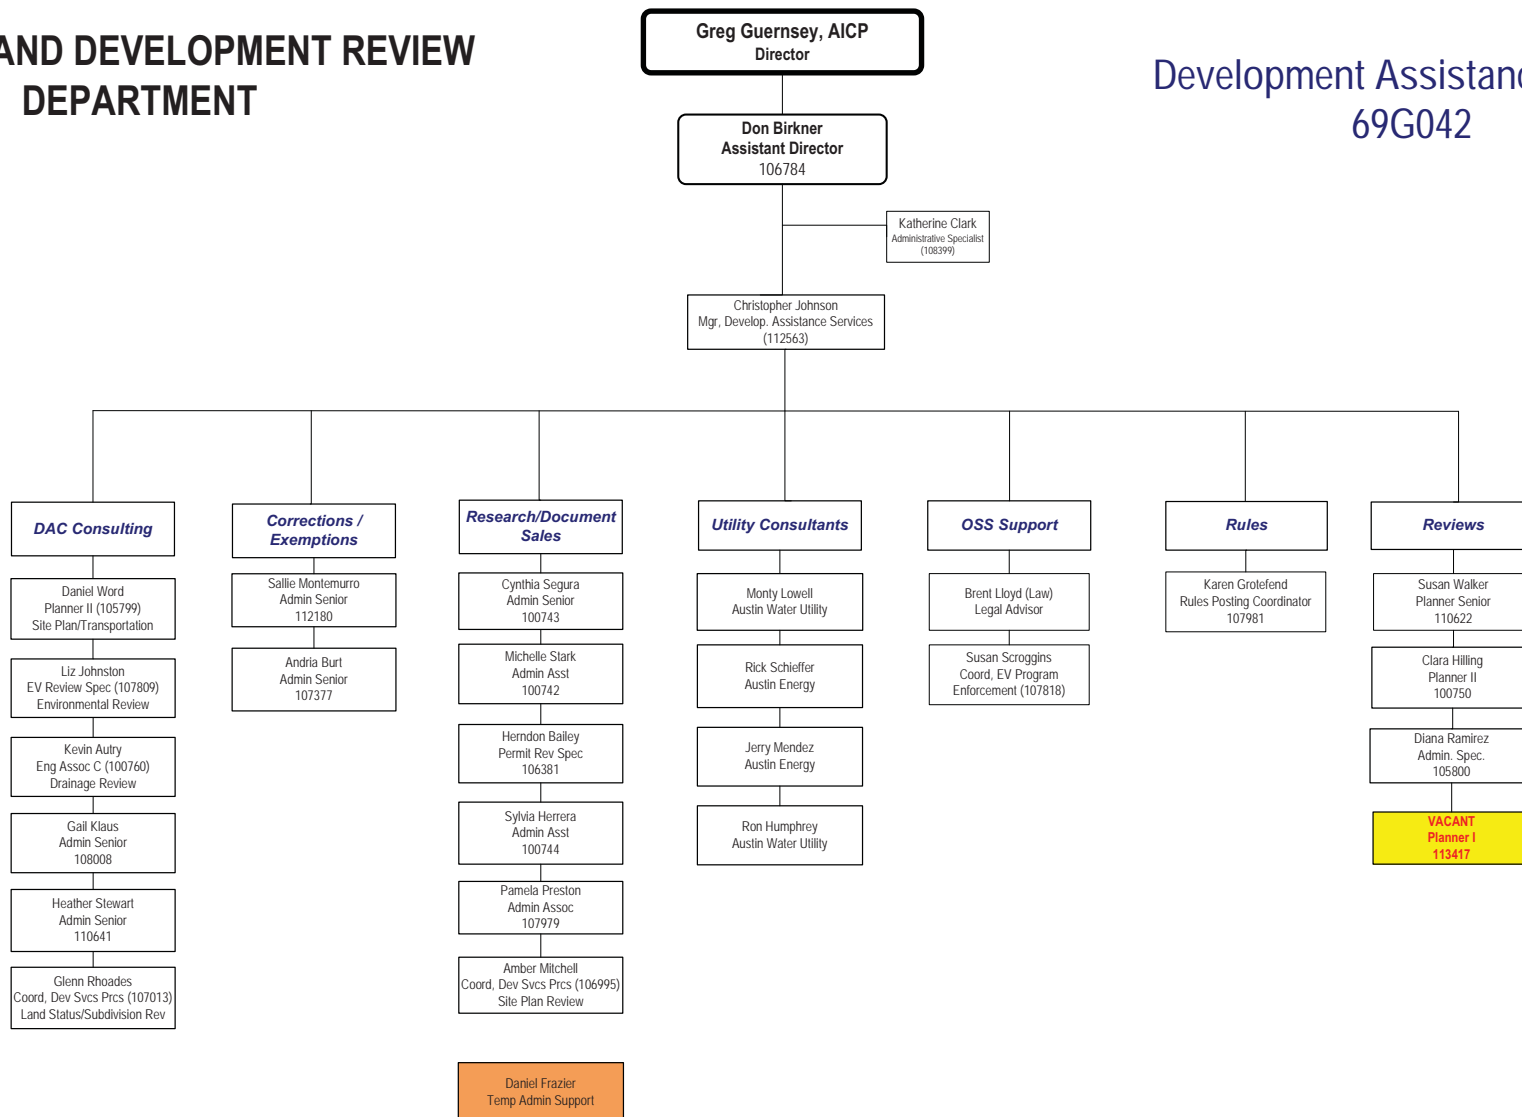 AND DEVELOPMENT REVIEW
DEPARTMENT
Greg Guernsey, AICP
Director
Development Assistanc
69G042
Don Birkner
Assistant Director
106784
Katherine Clark
Administrative Specialist
(108399)
Christopher Johnson
Mgr, Develop. Assistance Services
(112563)
DAC Consulting
Daniel Word
Planner II (105799)
Site Plan/Transportation
Liz Johnston
EV Review Spec (107809)
Environmental Review
Kevin Autry
Eng Assoc C (100760)
Drainage Review
Gail Klaus
Admin Senior
108008
Heather Stewart
Admin Senior
110641
Glenn Rhoades
Coord, Dev Svcs Prcs (107013)
Land Status/Subdivision Rev
Corrections /
Exemptions
Sallie Montemurro
Admin Senior
112180
Andria Burt
Admin Senior
107377
Research/Document
Sales
Cynthia Segura
Admin Senior
100743
Michelle Stark
Admin Asst
100742
Herndon Bailey
Permit Rev Spec
106381
Sylvia Herrera
Admin Asst
100744
Pamela Preston
Admin Assoc
107979
Amber Mitchell
Coord, Dev Svcs Prcs (106995)
Site Plan Review
Daniel Frazier
Temp Admin Support
Utility Consultants
Monty Lowell
Austin Water Utility
Rick Schieffer
Austin Energy
Jerry Mendez
Austin Energy
Ron Humphrey
Austin Water Utility
OSS Support
Brent Lloyd (Law)
Legal Advisor
Susan Scroggins
Coord, EV Program
Enforcement (107818)
Rules
Karen Grotefend
Rules Posting Coordinator
107981
Reviews
Susan Walker
Planner Senior
110622
Clara Hilling
Planner II
100750
Diana Ramirez
Admin. Spec.
105800
VACANT
Planner I
113417